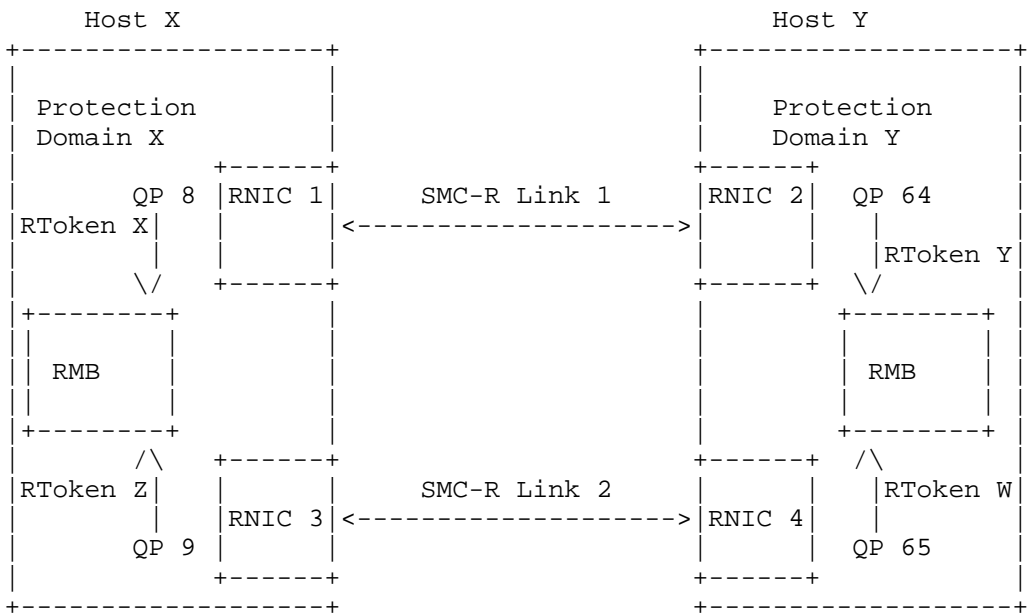 Host X Host Y
Protection Protection
Domain X Domain Y
QP 8 RNIC 1 SMC-R Link 1 RNIC 2 QP 64
RToken X
RToken Y
RMB RMB
RToken Z SMC-R Link 2 RToken W
RNIC 3 RNIC 4
QP 9 QP 65